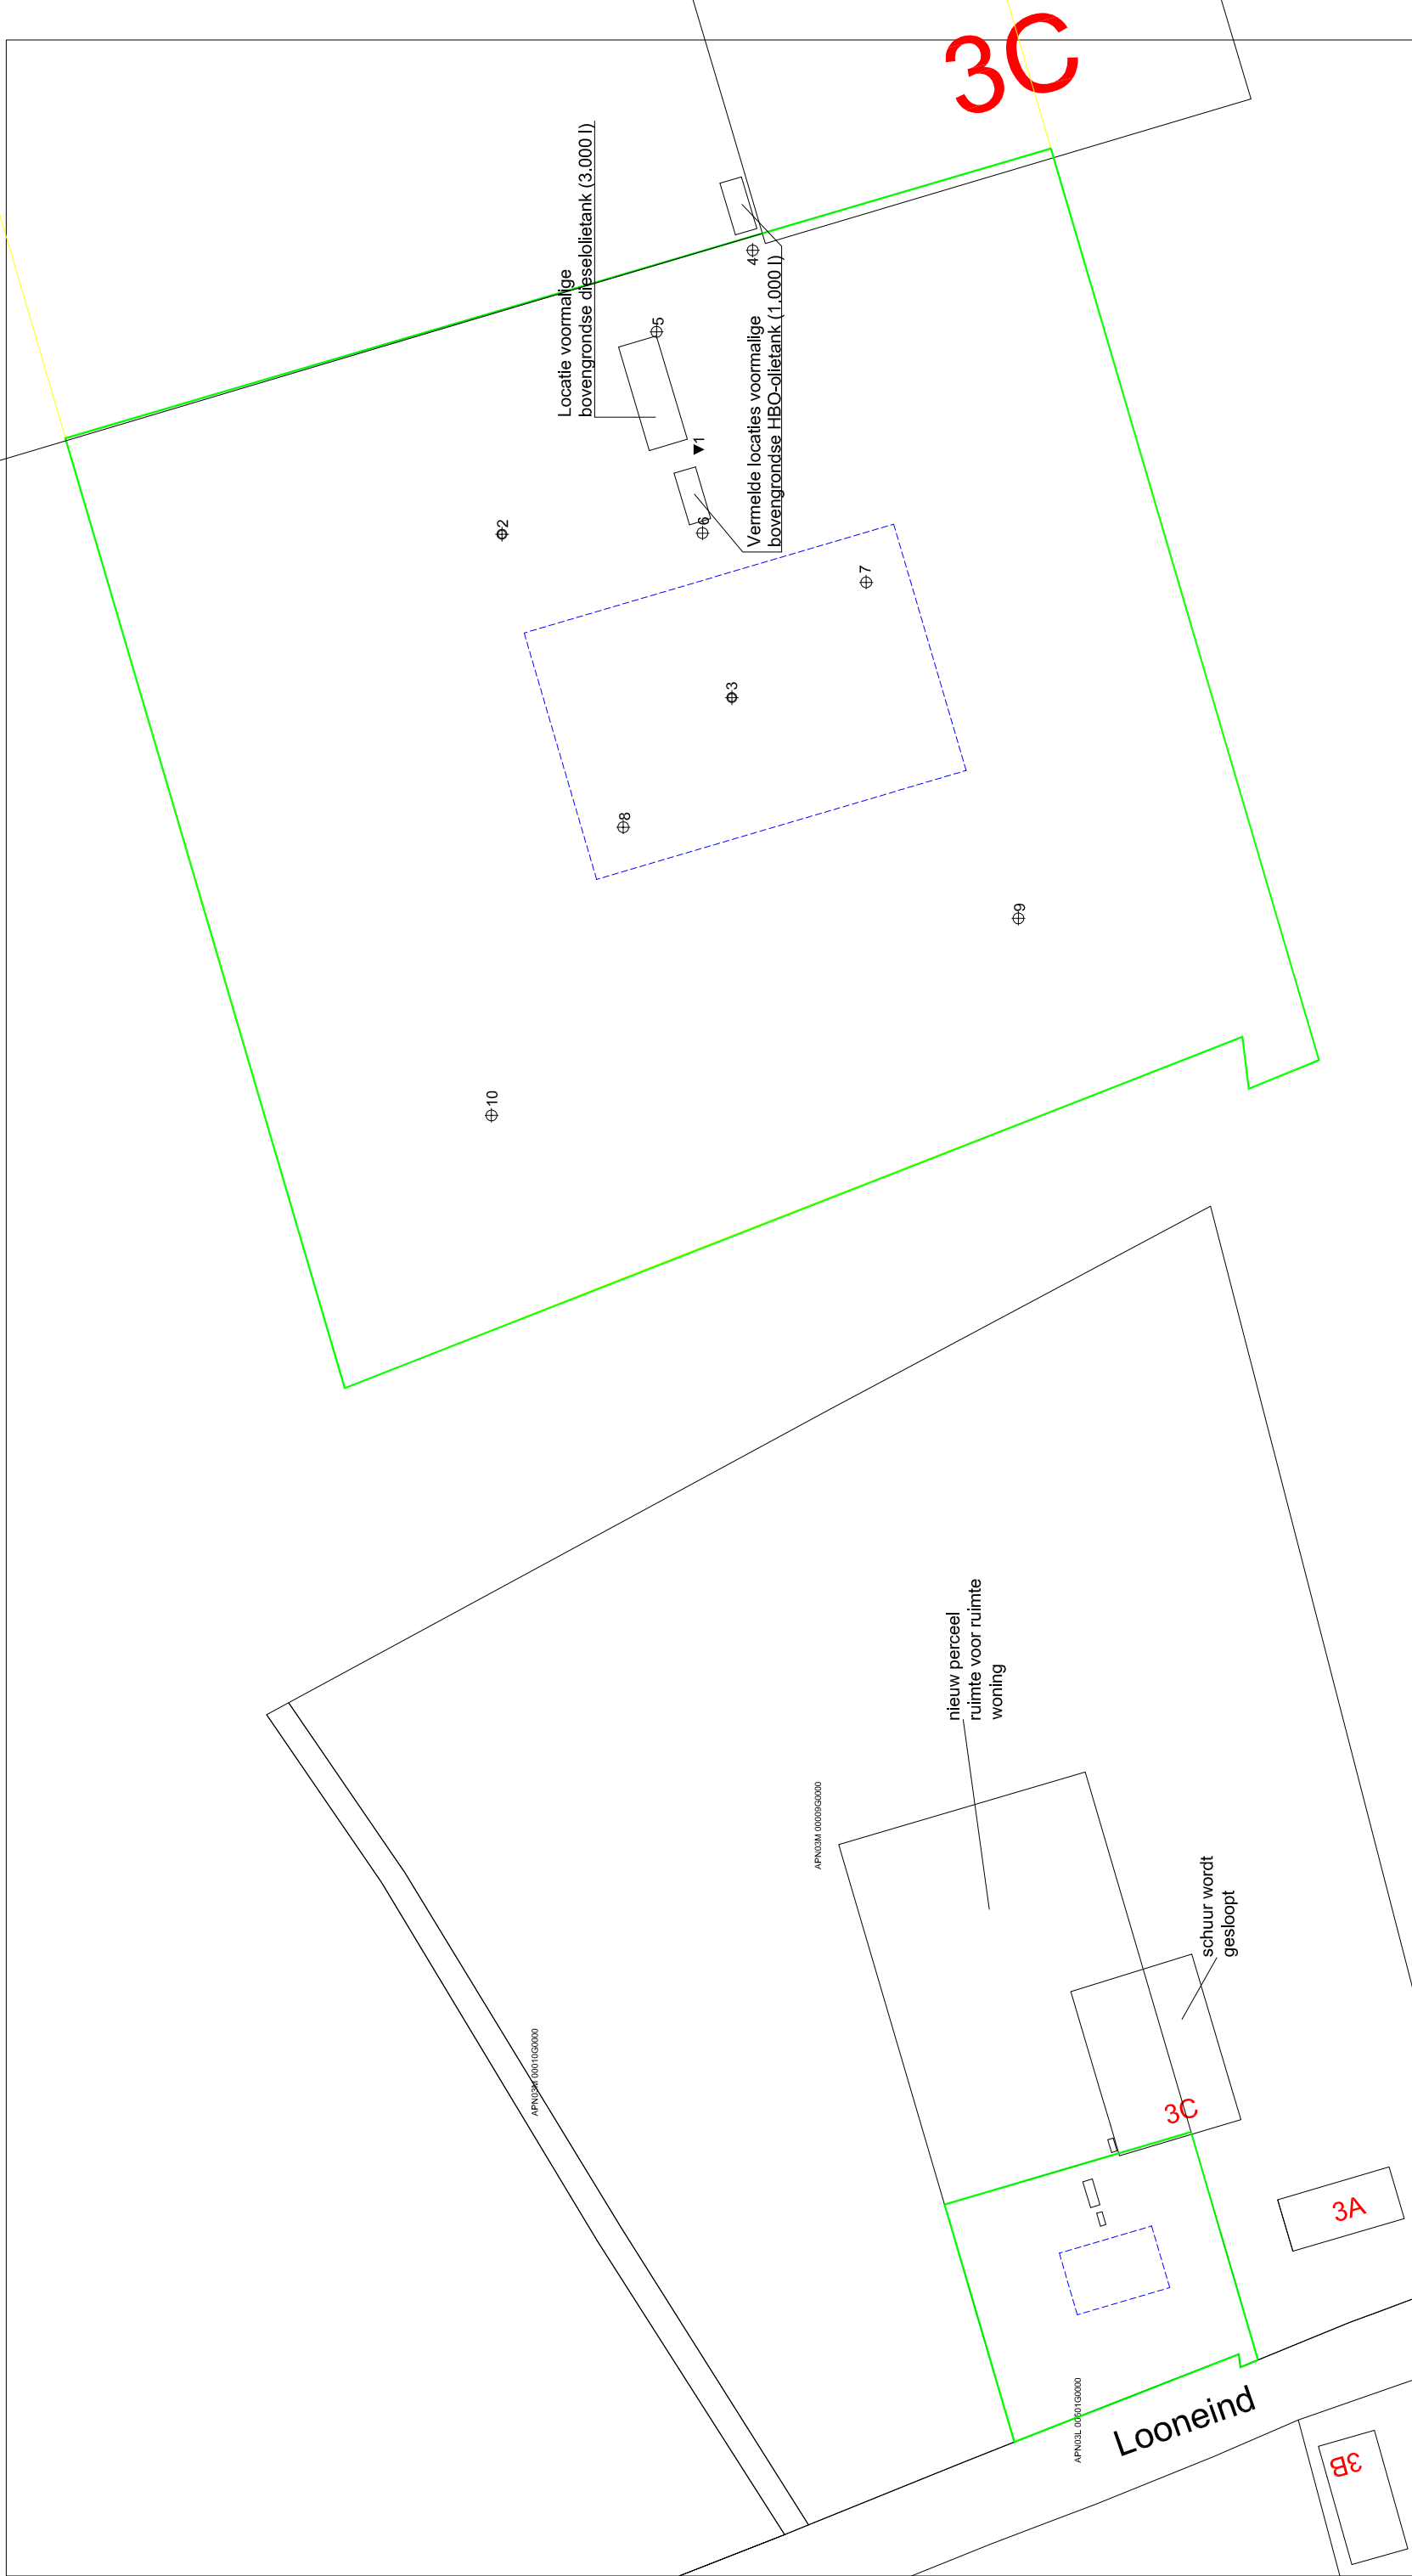 3C
Locatie voormalige
bovengrondse dieselolietank (3.000 l)
4
5
Vermelde locaties voormalige
bovengrondse HBO-olietank (1.000 l)
1
2
6
7
3
8
9
10
nieuw perceel
ruimte voor ruimte
woning
APN03M 00009G0000
schuur wordt
gesloopt
APN03M 00010G0000
3C
3A
APN03L 00501G0000
Looneind
3B